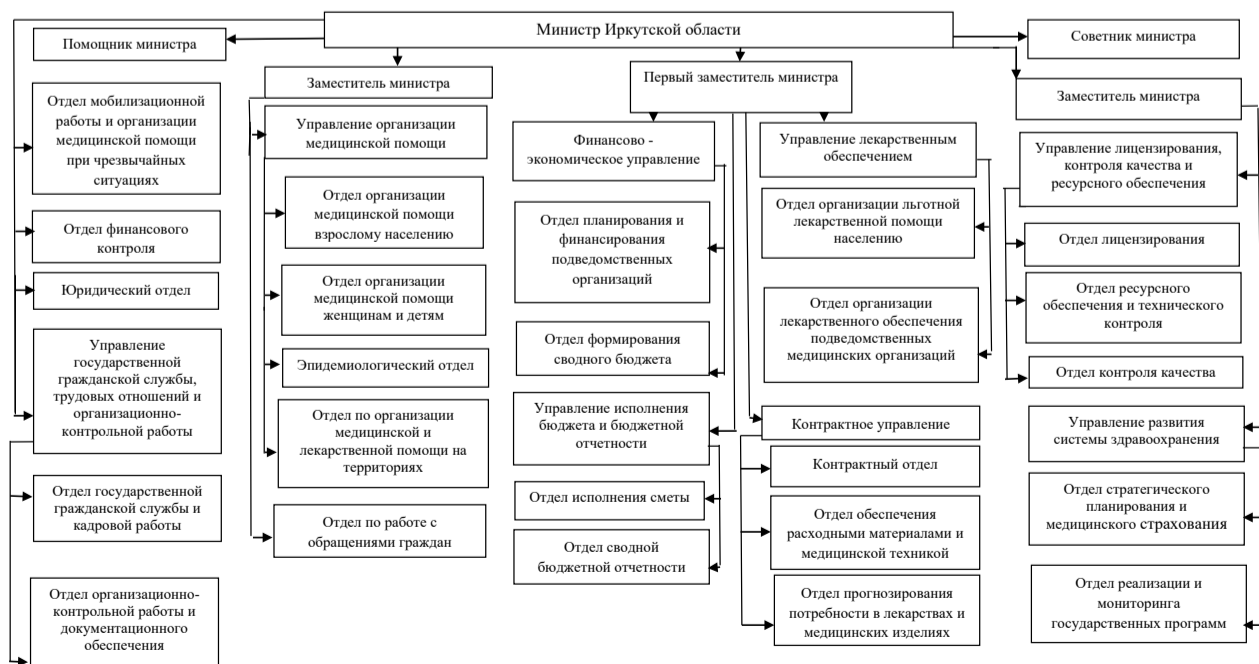 Министр Иркутской области
Помощник министра
Советник министра
Заместитель министра
Первый заместитель министра
Заместитель министра
Отдел мобилизационной
работы и организации
медицинской помощи
при чрезвычайных
ситуациях
Отдел финансового
контроля
Юридический отдел
Управление
государственной
гражданской службы,
трудовых отношений и
организационно-
контрольной работы
Отдел государственной
гражданской службы и
кадровой работы
Отдел организационно-
контрольной работы и
документационного
обеспечения
Управление организации
медицинской помощи
Отдел организации
медицинской помощи
взрослому населению
Отдел организации
медицинской помощи
женщинам и детям
Эпидемиологический отдел
Отдел по организации
медицинской и
лекарственной помощи на
территориях
Отдел по работе с
обращениями граждан
Финансово -
экономическое управление
Отдел планирования и
финансирования
подведомственных
организаций
Отдел формирования
сводного бюджета
Управление исполнения
бюджета и бюджетной
отчетности
Отдел исполнения сметы
Отдел сводной
бюджетной отчетности
Управление лекарственным
обеспечением
Отдел организации льготной
лекарственной помощи
населению
Отдел организации
лекарственного обеспечения
подведомственных
медицинских организаций
Контрактное управление
Контрактный отдел
Отдел обеспечения
расходными материалами и
медицинской техникой
Отдел прогнозирования
потребности в лекарствах и
медицинских изделиях
Управление лицензирования,
контроля качества и
ресурсного обеспечения
Отдел лицензирования
Отдел ресурсного
обеспечения и технического
контроля
Отдел контроля качества
Управление развития
системы здравоохранения
Отдел стратегического
планирования и
медицинского страхования
Отдел реализации и
мониторинга
государственных программ